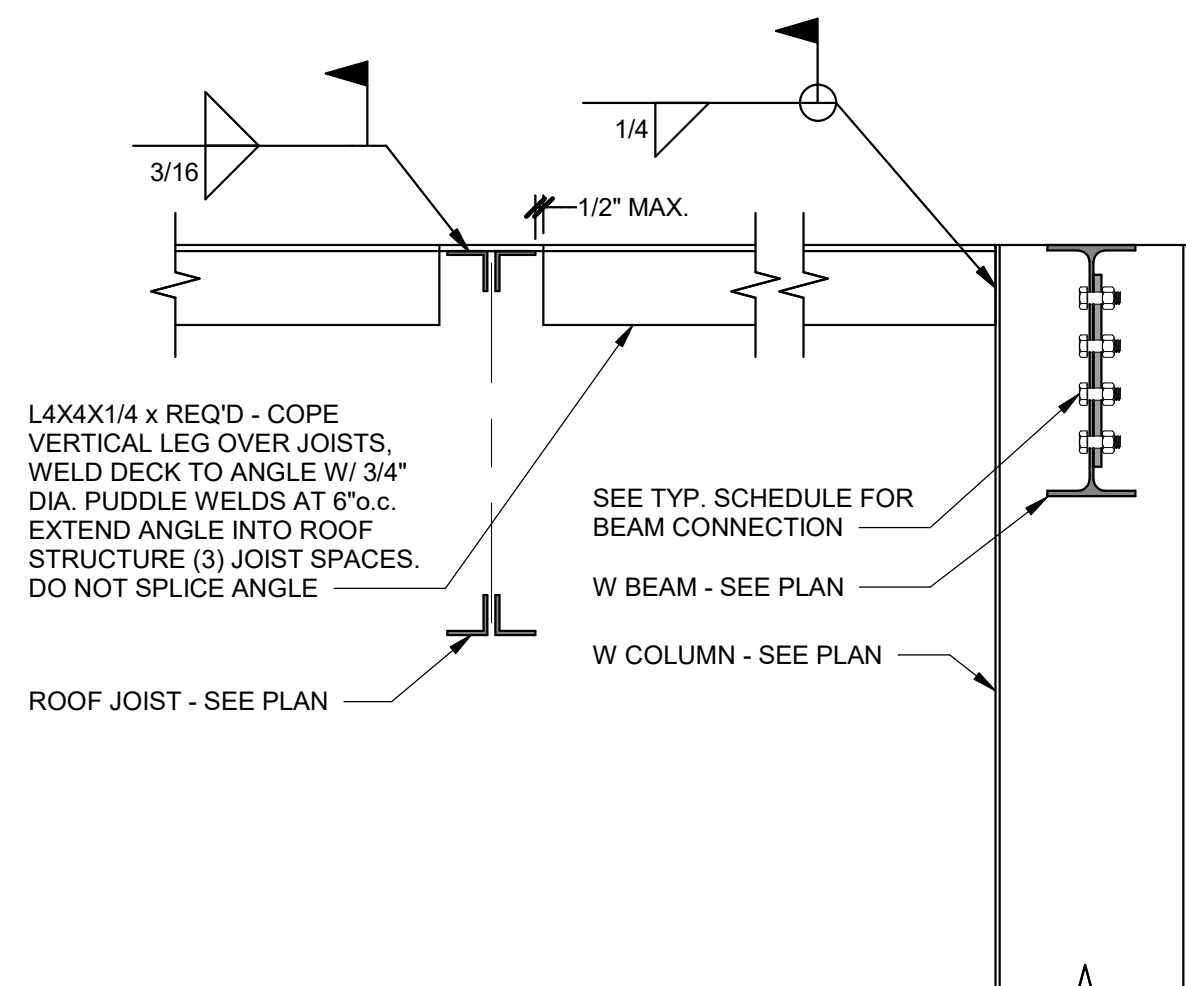 1/4
3/16
1/2" MAX.
L4X4X1/4 x REQ'D - COPE
VERTICAL LEG OVER JOISTS,
WELD DECK TO ANGLE W/ 3/4"
DIA. PUDDLE WELDS AT 6"o.c.
EXTEND ANGLE INTO ROOF
STRUCTURE (3) JOIST SPACES.
DO NOT SPLICE ANGLE
SEE TYP. SCHEDULE FOR
BEAM CONNECTION
W BEAM - SEE PLAN
W COLUMN - SEE PLAN
ROOF JOIST - SEE PLAN